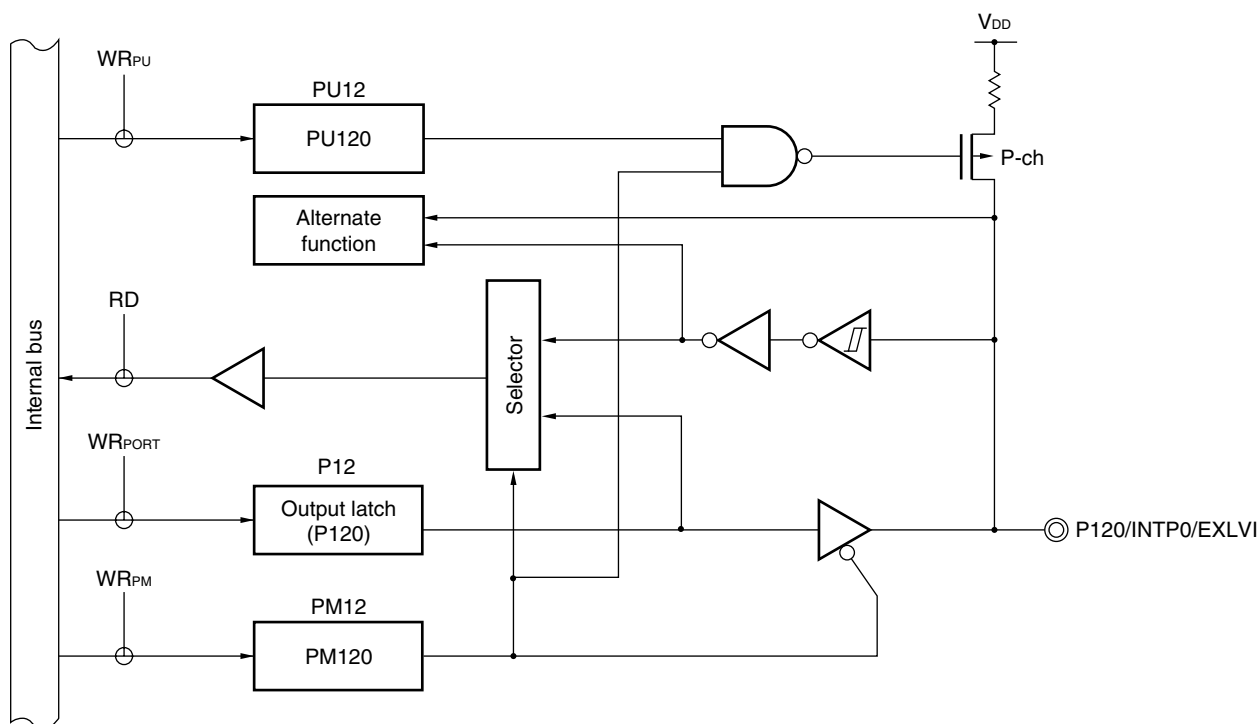 VDD
WRPU
PU12
PU120
P-ch
Alternate
function
RD
Internal bus
Selector
WRPORT
P12
Output latch
(P120)
P120/INTP0/EXLVI
WRPM
PM12
PM120